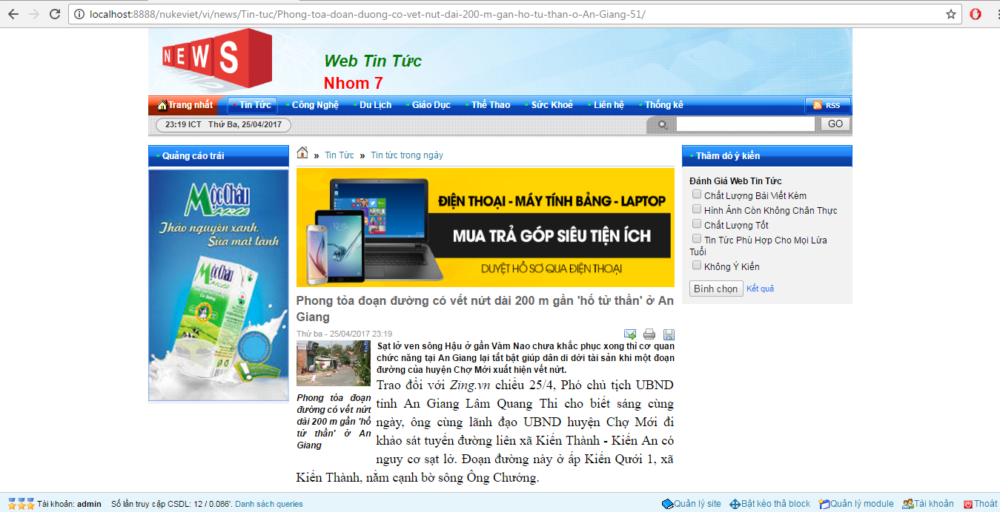 localhost:8888/nukeviet/vi/news/Tin-tuc/Phong-toa-doan-duong-co-vet-nut-dai-200-m-gan-ho-tu-than-o-An-Giang-51/
NEWS
Web Tin Tức
Nhom 7
Trang nhất Tin Tức Công Nghệ Du Lịch Giáo Dục Thể Thao Sức Khoẻ Liên hệ Thống kê RSS
23:19 ICT Thứ Ba, 25/04/2017
GO
Quảng cáo trái
Mộc Châu
Milk
Thảo nguyên xanh,
Sữa mát lành
Mộc Châu
Milk
» Tin Tức » Tin tức trong ngày
ĐIỆN THOẠI - MÁY TÍNH BẢNG - LAPTOP
MUA TRẢ GÓP SIÊU TIỆN ÍCH
DUYỆT HỒ SƠ QUA ĐIỆN THOẠI
12:45
Phong tỏa đoạn đường có vết nứt dài 200 m gần 'hố tử thần' ở An
Giang
Thứ ba - 25/04/2017 23:19
Sạt lở ven sông Hậu ở gần Vàm Nao chưa khắc phục xong thì cơ quan
chức năng tại An Giang lại tất bật giúp dân di dời tài sản khi một đoạn
đường của huyện Chợ Mới xuất hiện vết nứt.
Phong tỏa đoạn
đường có vết nứt
dài 200 m gần 'hố
tử thần' ở An
Giang
Trao đổi với Zing.vn chiều 25/4, Phó chủ tịch UBND
tỉnh An Giang Lâm Quang Thi cho biết sáng cùng
ngày, ông cùng lãnh đạo UBND huyện Chợ Mới đi
khảo sát tuyến đường liên xã Kiến Thành - Kiến An có
nguy cơ sạt lở. Đoạn đường này ở ấp Kiến Qưới 1, xã
Kiến Thành, nằm cạnh bờ sông Ông Chưởng.
Thăm dò ý kiến
Đánh Giá Web Tin Tức
Chất Lượng Bài Viết Kém
Hình Ảnh Còn Không Chân Thực
Chất Lượng Tốt
Tin Tức Phù Hợp Cho Mọi Lứa
Tuổi
Không Ý Kiến
Bình chọn Kết quả
Tài khoản: admin Số lần truy cập CSDL: 12 / 0.086'. Danh sách queries Quản lý site Bật kéo thả block Quản lý module Tài khoản Thoát